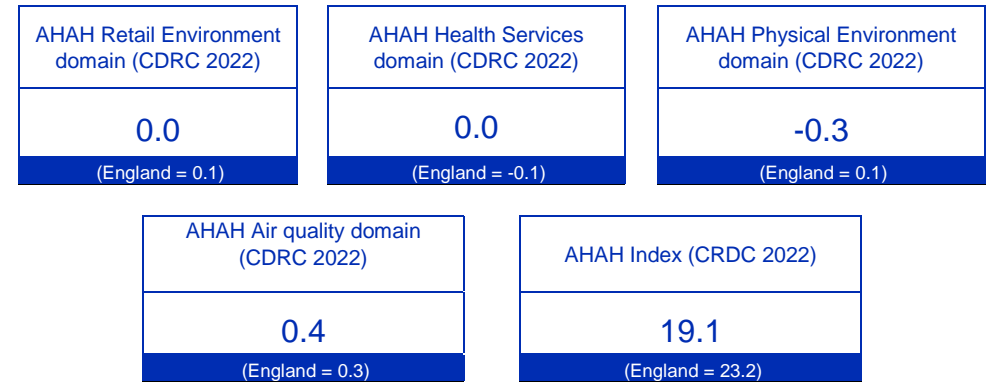 AHAH Retail Environment
domain (CDRC 2022)
0.0
(England = 0.1)
AHAH Health Services
domain (CDRC 2022)
0.0
(England = -0.1)
AHAH Physical Environment
domain (CDRC 2022)
-0.3
(England = 0.1)
AHAH Air quality domain
(CDRC 2022)
0.4
(England = 0.3)
AHAH Index (CRDC 2022)
19.1
(England = 23.2)